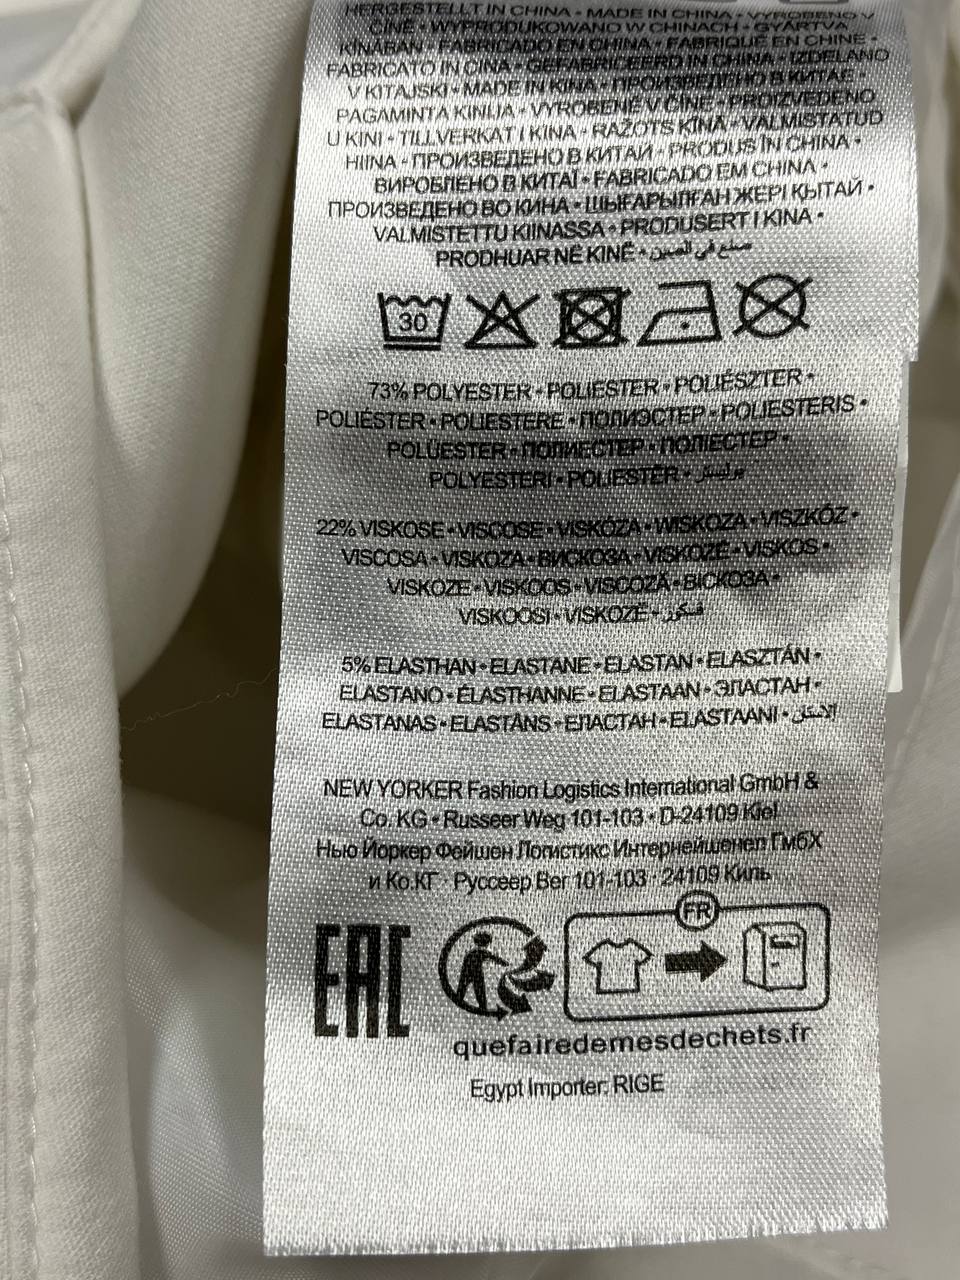 HERGESTELLT IN CHINA • MADE IN CHINA • VYROBENO V
ČÍNĚ • WYPRODUKOWANO W CHINACH • GYÁRTVA
KÍNÁBAN • FABRICADO EN CHINA • FABRIQUÉ EN CHINE •
FABRICATO IN CINA • GEFABRICEERD IN CHINA • IZDELANO
V KITAJSKI • MADE IN KINA • ПРОИЗВЕДЕНО В КИТАЕ •
PAGAMINTA KINIJA • VYROBENÉ V ČÍNE • PROIZVEDENO
U KINI • TILLVERKAT I KINA • RAŽOTS ĶĪNĀ • VALMISTATUD
HIINA • ПРОИЗВЕДЕНО В КИТАЙ • PRODUS ÎN CHINA •
ВИРОБЛЕНО В КИТАЇ • FABRICADO EM CHINA •
ПРОИЗВЕДЕНО ВО КИНА • ШЫҒАРЫЛҒАН ЖЕРІ ҚЫТАЙ •
VALMISTETTU KIINASSA • PRODUSERT I KINA •
PRODHUAR NË KINË • صنع في الصين
30
73% POLYESTER • POLIESTER • POLIÉSZTER •
POLIÉSTER • POLIESTERE • ПОЛИЭСТЕР • POLIESTERIS •
POLÜESTER • ПОЛИЕСТЕР • ПОЛІЕСТЕР •
POLYESTERI • POLIESTËR • بوليستر
22% VISKOSE • VISCOSE • VISKÓZA • WISKOZA • VISZKÓZ •
VISCOSA • VISKOZA • ВИСКОЗА • VISKOZĖ • VISKOS •
VISKOZE • VISKOOS • VISCOZĂ • ВІСКОЗА •
VISKOOSI • VISKOZË • فسكوز
5% ELASTHAN • ELASTANE • ELASTAN • ELASZTÁN •
ELASTANO • ÉLASTHANNE • ELASTAAN • ЭЛАСТАН •
ELASTANAS • ELASTĀNS • ЕЛАСТАН • ELASTAANI •
NEW YORKER Fashion Logistics International GmbH &
Co. KG • Russeer Weg 101-103 • D-24109 Kiel
Нью Йоркер Фейшен Логистикс Интернейшенел ГмбХ
и Ко.КГ · Руссеер Вег 101-103 · 24109 Киль
EAC
FR
quefairedemesdechets.fr
Egypt Importer: RIGE